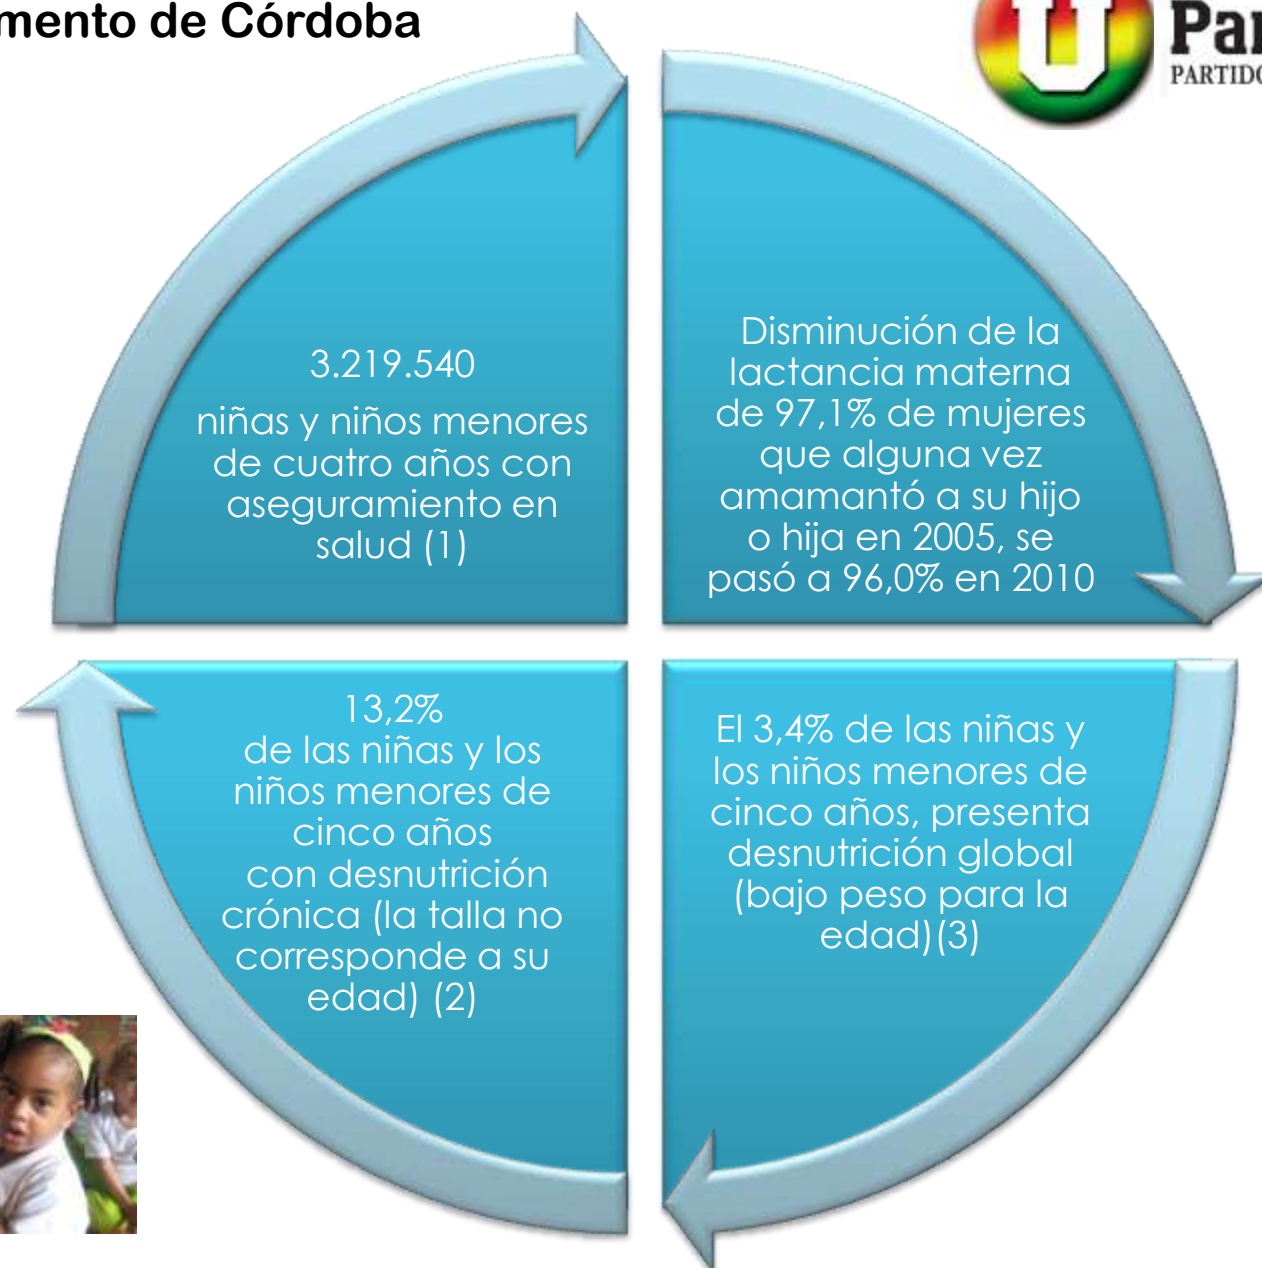 mento de Córdoba
U
Par
PARTIDO
3.219.540
niñas y niños menores
de cuatro años con
aseguramiento en
salud (1)
Disminución de la
lactancia materna
de 97,1% de mujeres
que alguna vez
amamantó a su hijo
o hija en 2005, se
pasó a 96,0% en 2010
13,2%
de las niñas y los
niños menores de
cinco años
con desnutrición
crónica (la talla no
corresponde a su
edad) (2)
El 3,4% de las niñas y
los niños menores de
cinco años, presenta
desnutrición global
(bajo peso para la
edad)(3)